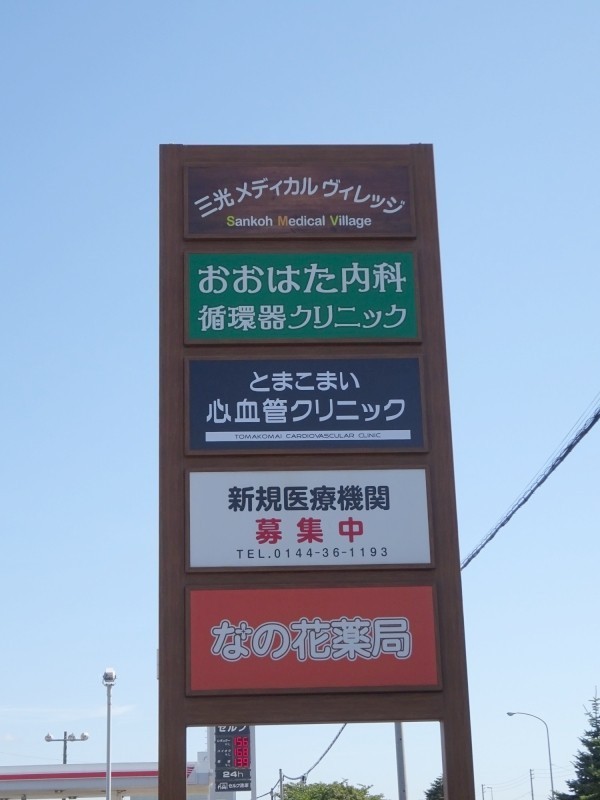 三光メディカルヴィレッジ
Sankoh Medical Village
おおはた内科
循環器クリニック
とまこまい
心血管クリニック
TOMAKOMAI CARDIOVASCULAR CLINIC
新規医療機関
募集中
TEL.0144-36-1193
なの花薬局
セルフ
24h